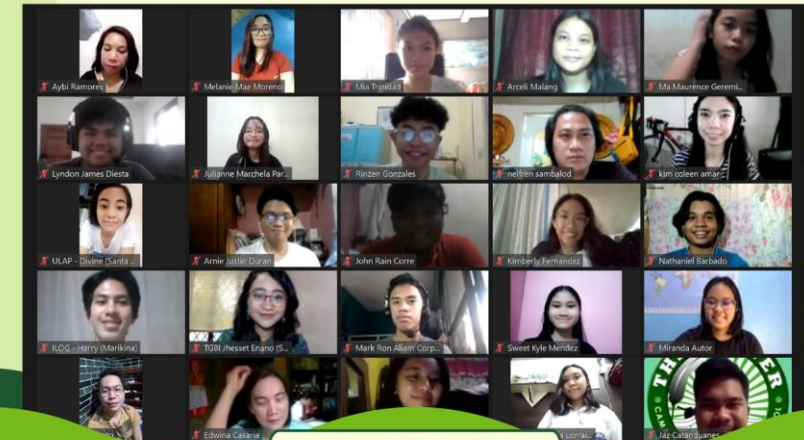 Aybi Ramores
Melanie Mae Moreno
Mia Trinidad
Arceli Malang
Ma Maurence Geremi...
Lyndon James Diesta
Julianne Marchela Par...
Rinzen Gonzales
nelfren sambalod
kim coleen amar
ULAP - Divine (Santa ...
Arnie Justin Duran
John Rain Corre
Kimberly Fernandez
Nathaniel Barbado
ILOG - Harry (Marikina)
TGBI Jhesset Enano (S...
Mark Ron Alliam Corp...
Sweet Kyle Mendez
Miranda Autor
Edwina Casaria
Lorrai...
Jaz Catanduanes